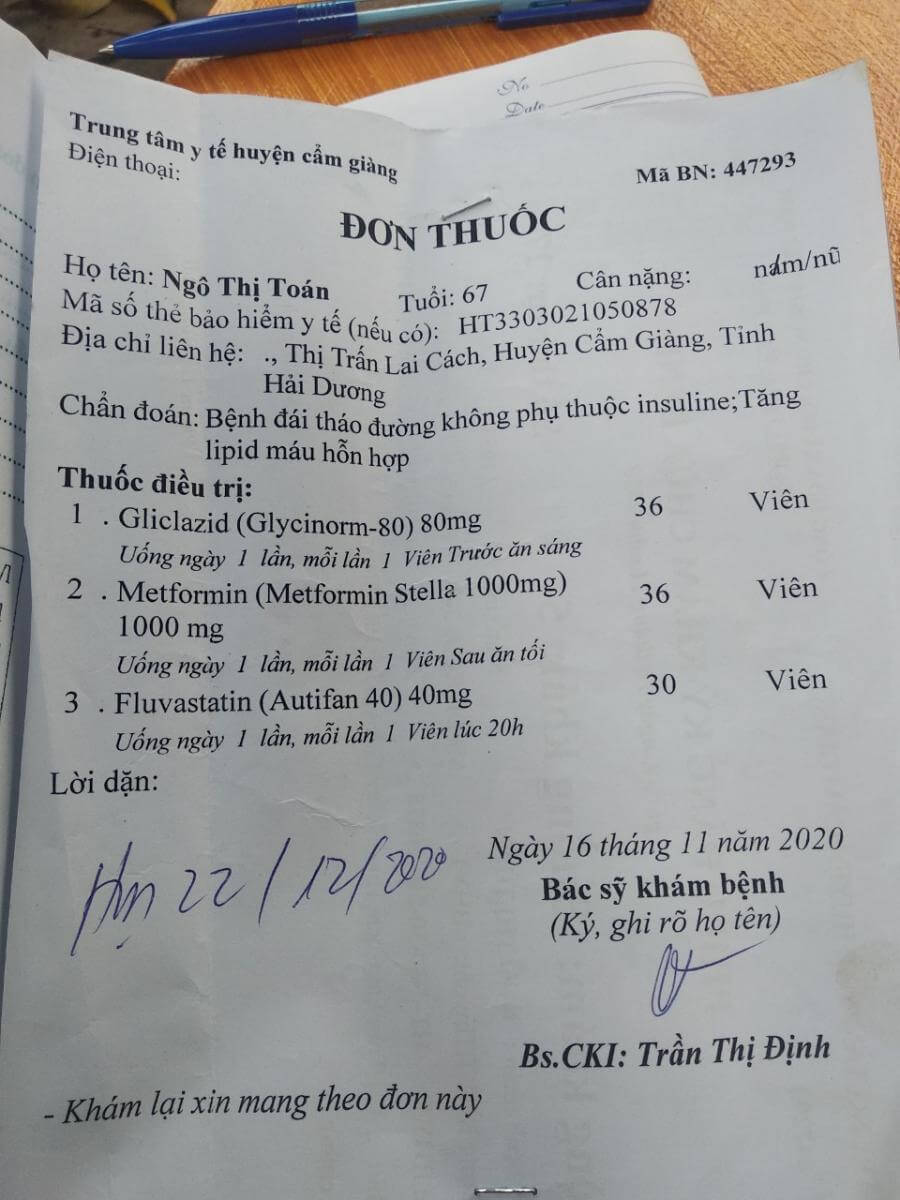 No
Date
Trung tâm y tế huyện cẩm giàng
Điện thoại:
Mã BN: 447293
ĐƠN THUỐC
Họ tên: Ngô Thị Toán Tuổi: 67 Cân nặng: nam/nữ
Mã số thẻ bảo hiểm y tế (nếu có): HT3303021050878
Địa chỉ liên hệ: ., Thị Trấn Lai Cách, Huyện Cẩm Giàng, Tỉnh
Hải Dương
Chẩn đoán: Bệnh đái tháo đường không phụ thuộc insuline;Tăng
lipid máu hỗn hợp
Thuốc điều trị:
1 . Gliclazid (Glycinorm-80) 80mg 36 Viên
Uống ngày 1 lần, mỗi lần 1 Viên Trước ăn sáng
2 . Metformin (Metformin Stella 1000mg) 36 Viên
1000 mg
Uống ngày 1 lần, mỗi lần 1 Viên Sau ăn tối
3 . Fluvastatin (Autifan 40) 40mg 30 Viên
Uống ngày 1 lần, mỗi lần 1 Viên lúc 20h
Lời dặn:
Hẹn 22/12/2020
Ngày 16 tháng 11 năm 2020
Bác sỹ khám bệnh
(Ký, ghi rõ họ tên)
Bs.CKI: Trần Thị Định
- Khám lại xin mang theo đơn này